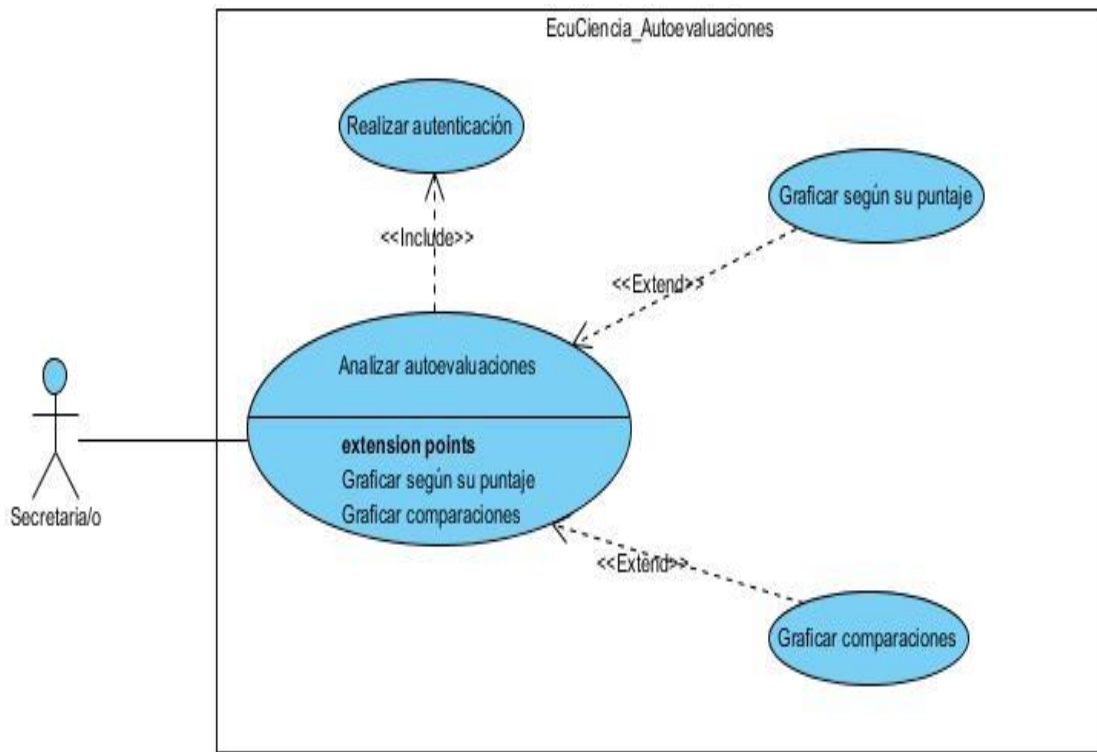 EcuCiencia_Autoevaluaciones
Realizar autenticación
Graficar según su puntaje
<<Include>>
<<Extend>>
Analizar autoevaluaciones
extension points
Graficar según su puntaje
Graficar comparaciones
Secretaria/o
<<Extend>>
Graficar comparaciones